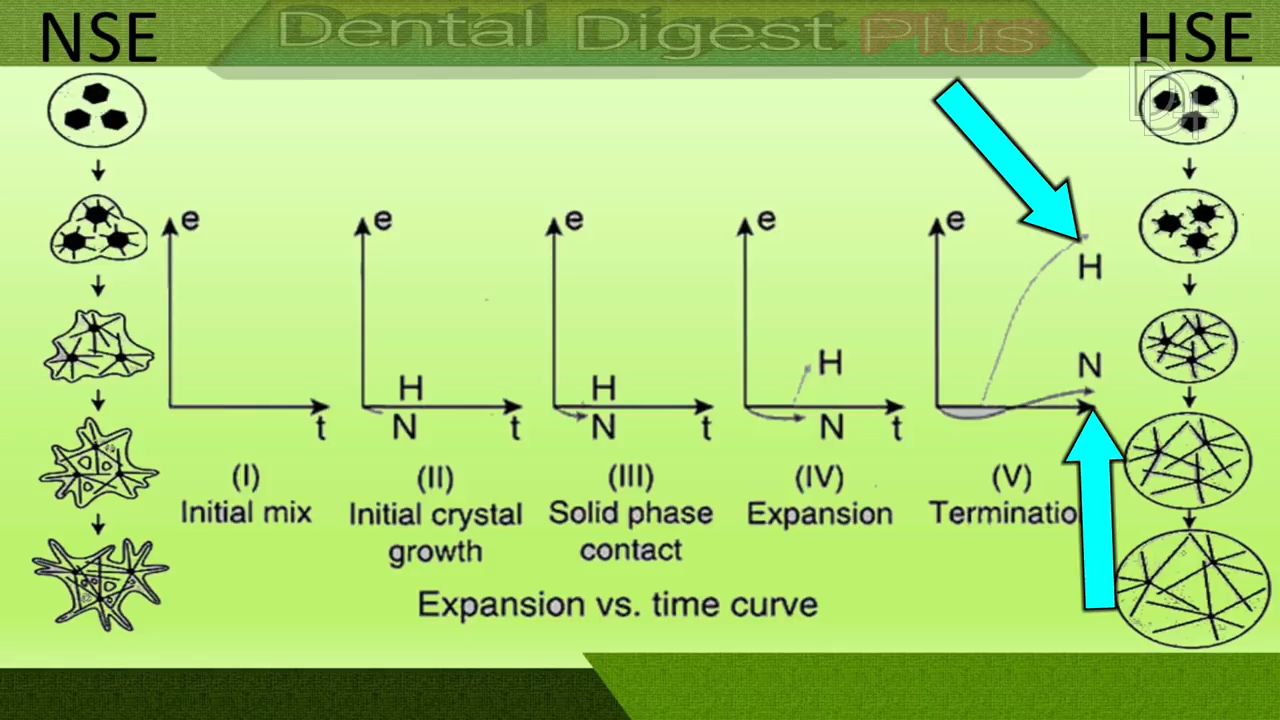 NSE
Dental Digest Plus
HSE
DD+
e
t
e
H
N
t
e
H
N
t
e
H
N
t
e
H
N
(I)
(II)
(III)
(IV)
(V)
Initial mix
Initial crystal
growth
Solid phase
contact
Expansion
Terminatio
Expansion vs. time curve